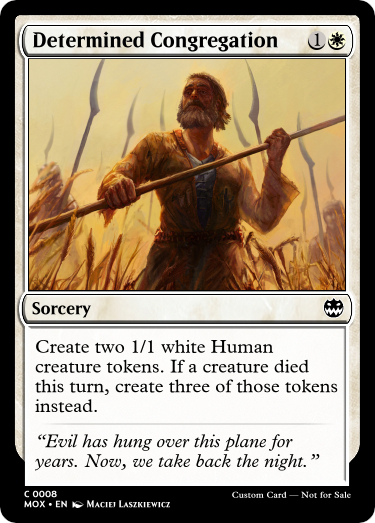 Determined Congregation 1
Sorcery
Create two 1/1 white Human
creature tokens. If a creature died
this turn, create three of those tokens
instead.
“Evil has hung over this plane for
years. Now, we take back the night.”
C 0008
MOX • EN Maciej Laszkiewicz
Custom Card — Not for Sale